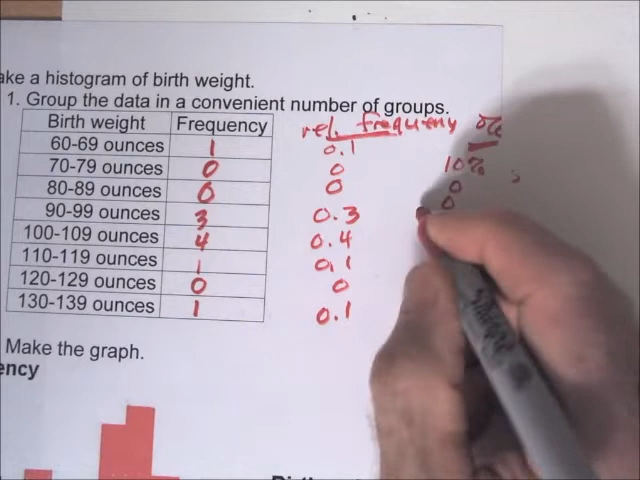 ake a histogram of birth weight.
1. Group the data in a convenient number of groups.
Birth weight Frequency rel. frequency %
60-69 ounces 1 0.1 10%
70-79 ounces 0 0 0
80-89 ounces 0 0 0
90-99 ounces 3 0.3
100-109 ounces 4 0.4
110-119 ounces 1 0.1
120-129 ounces 0 0
130-139 ounces 1 0.1
Make the graph.
ency